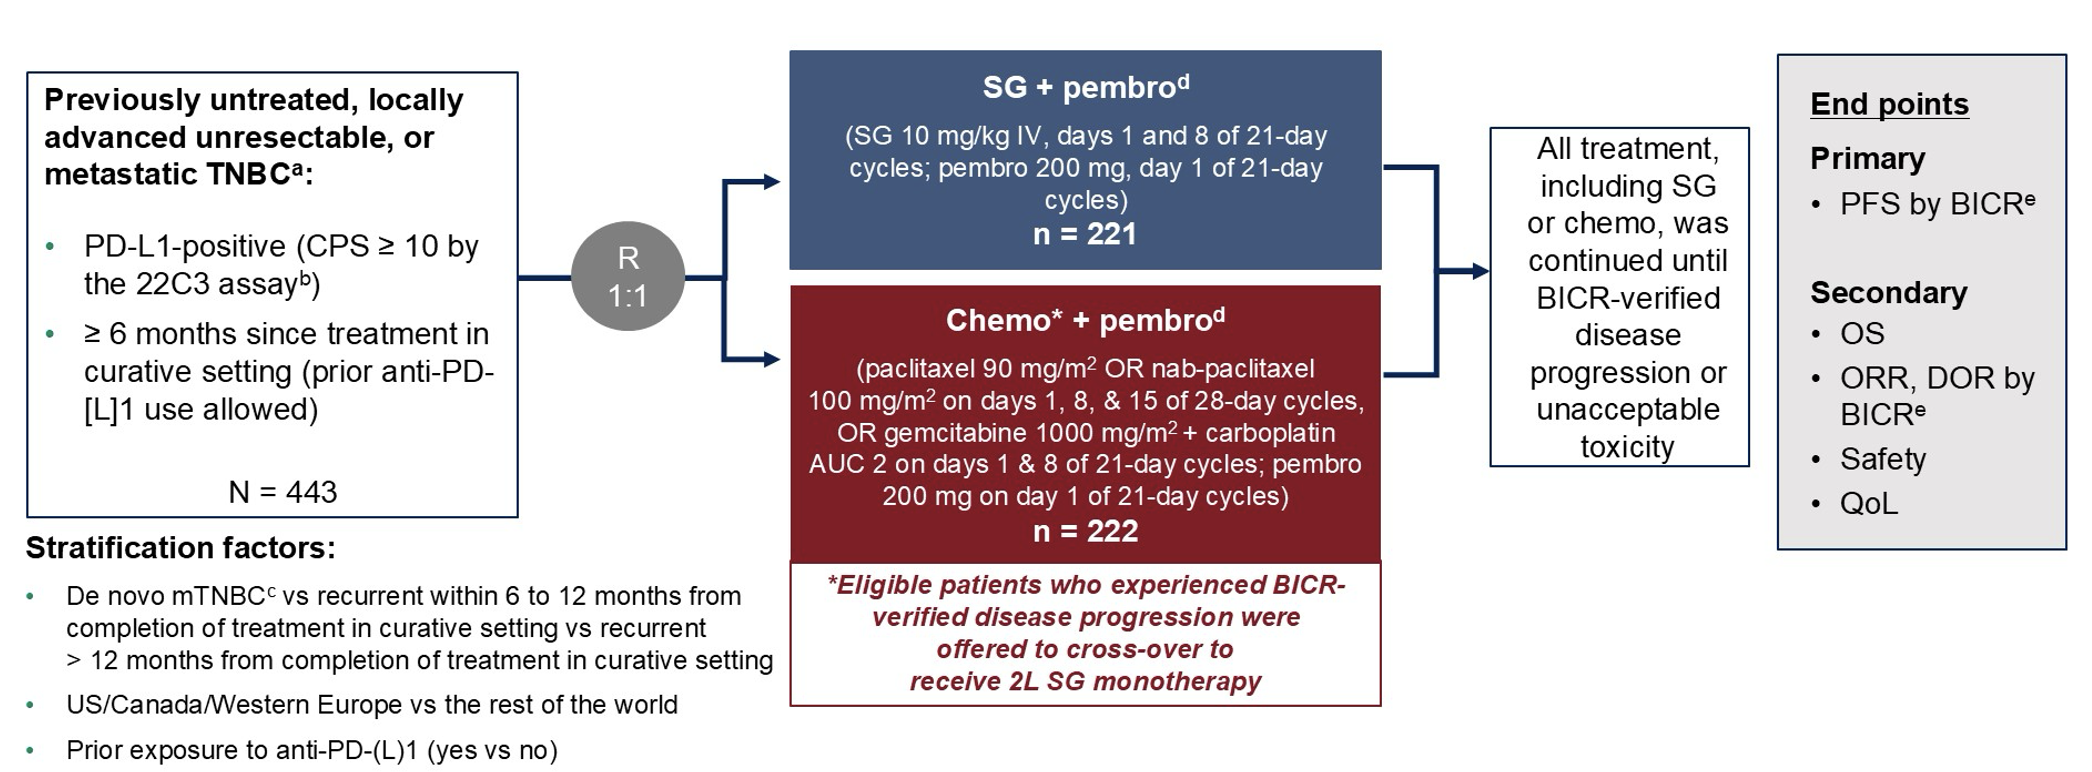 Previously untreated, locally
advanced unresectable, or
metastatic TNBCᵃ:
• PD-L1-positive (CPS ≥ 10 by
the 22C3 assayᵇ)
• ≥ 6 months since treatment in
curative setting (prior anti-PD-
[L]1 use allowed)
N = 443
Stratification factors:
• De novo mTNBCᶜ vs recurrent within 6 to 12 months from
completion of treatment in curative setting vs recurrent
> 12 months from completion of treatment in curative setting
• US/Canada/Western Europe vs the rest of the world
• Prior exposure to anti-PD-(L)1 (yes vs no)
R
1:1
SG + pembroᵈ
(SG 10 mg/kg IV, days 1 and 8 of 21-day
cycles; pembro 200 mg, day 1 of 21-day
cycles)
n = 221
Chemo* + pembroᵈ
(paclitaxel 90 mg/m² OR nab-paclitaxel
100 mg/m² on days 1, 8, & 15 of 28-day cycles,
OR gemcitabine 1000 mg/m² + carboplatin
AUC 2 on days 1 & 8 of 21-day cycles; pembro
200 mg on day 1 of 21-day cycles)
n = 222
*Eligible patients who experienced BICR-
verified disease progression were
offered to cross-over to
receive 2L SG monotherapy
All treatment,
including SG
or chemo, was
continued until
BICR-verified
disease
progression or
unacceptable
toxicity
End points
Primary
• PFS by BICRᵉ
Secondary
• OS
• ORR, DOR by
BICRᵉ
• Safety
• QoL